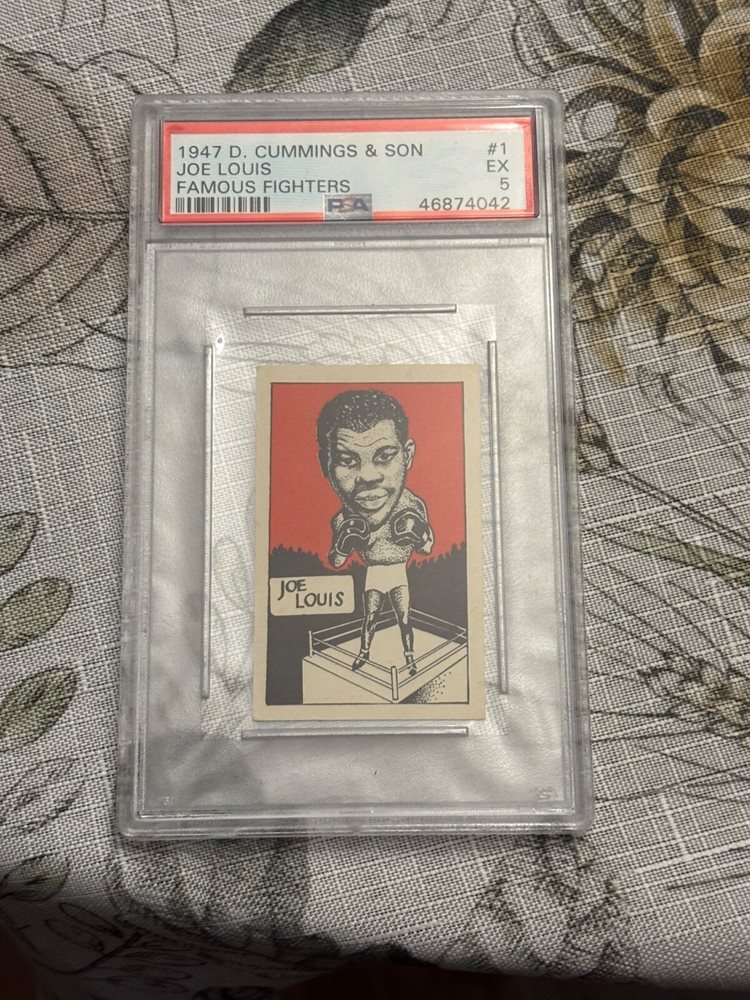 1947 D. CUMMINGS & SON #1
JOE LOUIS EX
FAMOUS FIGHTERS 5
PSA 46874042
JOE
LOUIS